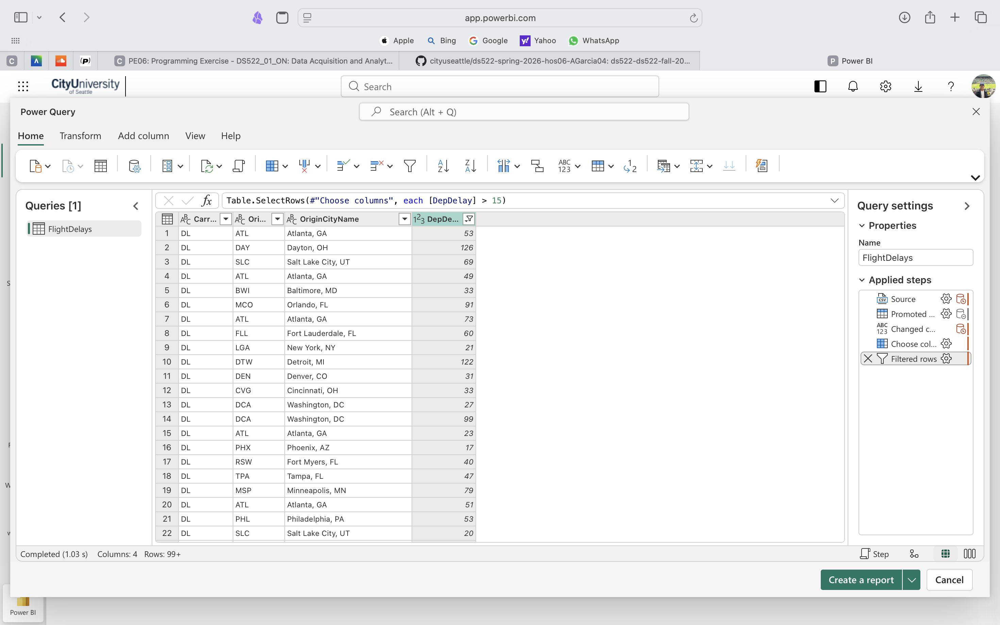 app.powerbi.com
Apple Bing Google Yahoo WhatsApp
C (P) C PE06: Programming Exercise - DS522_01_ON: Data Acquisition and Analyt... cityuseattle/ds522-spring-2026-hos06-AGarcia04: ds522-ds522-fall-20... P Power BI
CityUniversity
of Seattle
Search
Power Query
Search (Alt + Q)
Home Transform Add column View Help
Queries [1]
FlightDelays
fx Table.SelectRows(#"Choose columns", each [DepDelay] > 15)
ABC Carr... ABC Ori... ABC OriginCityName 123 DepDe...
1 DL ATL Atlanta, GA 53
2 DL DAY Dayton, OH 126
3 DL SLC Salt Lake City, UT 69
4 DL ATL Atlanta, GA 49
5 DL BWI Baltimore, MD 33
6 DL MCO Orlando, FL 91
7 DL ATL Atlanta, GA 73
8 DL FLL Fort Lauderdale, FL 60
9 DL LGA New York, NY 21
10 DL DTW Detroit, MI 122
11 DL DEN Denver, CO 31
12 DL CVG Cincinnati, OH 33
13 DL DCA Washington, DC 27
14 DL DCA Washington, DC 99
15 DL ATL Atlanta, GA 23
16 DL PHX Phoenix, AZ 17
17 DL RSW Fort Myers, FL 40
18 DL TPA Tampa, FL 47
19 DL MSP Minneapolis, MN 79
20 DL ATL Atlanta, GA 51
21 DL PHL Philadelphia, PA 53
22 DL SLC Salt Lake City, UT 20
Query settings
Properties
Name
FlightDelays
Applied steps
CSV Source
Promoted ...
ABC 123 Changed c...
Choose col...
Filtered rows
Completed (1.03 s) Columns: 4 Rows: 99+
Step
Create a report Cancel
Power BI